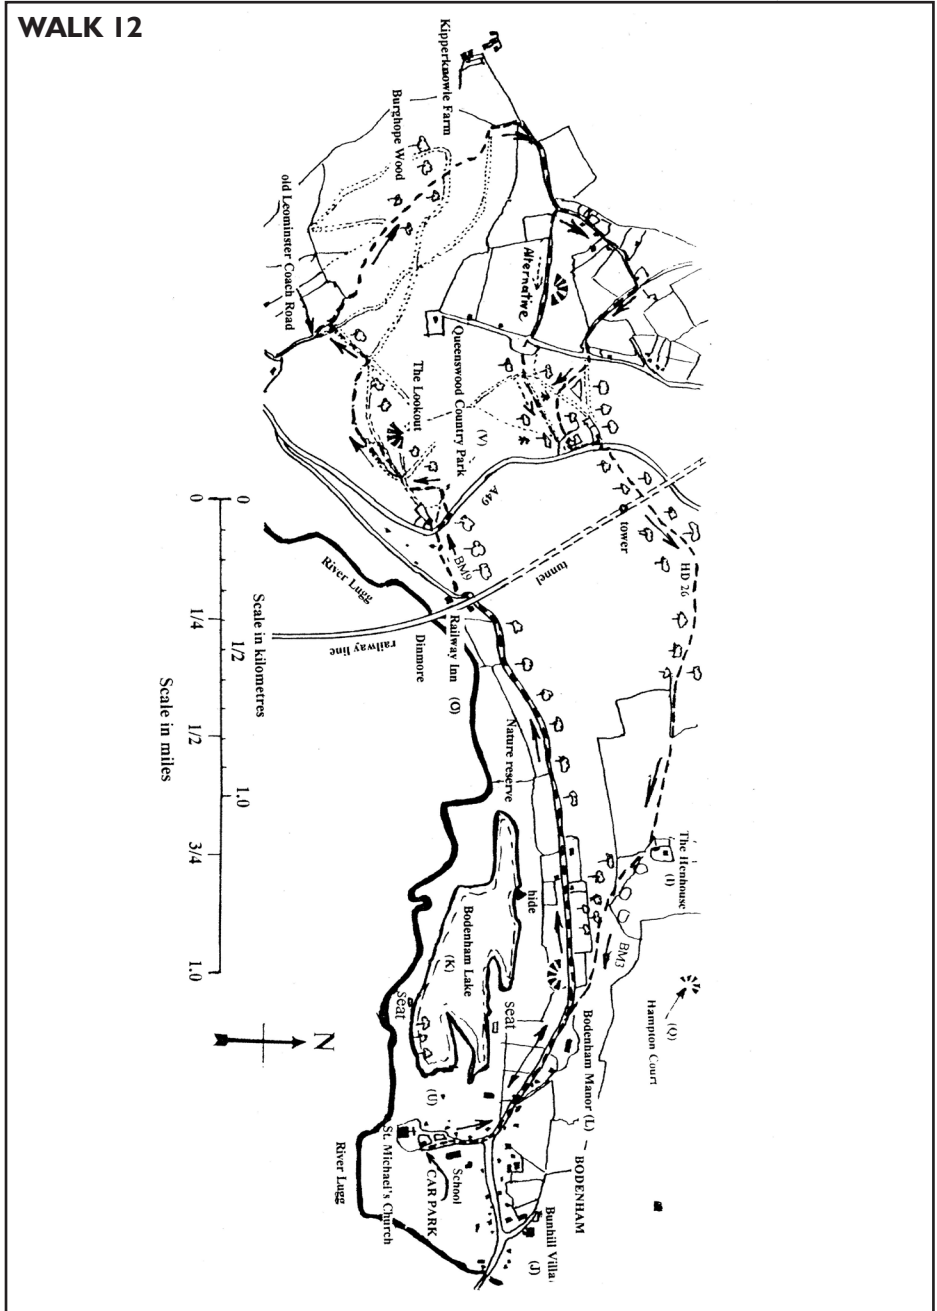 WALK 12
Kipperknowle Farm
Burghope Wood
old Leominster Coach Road
Alternative
Queenswood Country Park
(V)
The Lookout
A49
tower
tunnel
HD 26
BM9
River Lugg
railway line
Railway Inn (O)
Dinmore
Nature reserve
The Henhouse
(I)
BM3
hide
Bodenham Lake
(K)
seat
seat
(Q)
Hampton Court
Bodenham Manor (L)
BODENHAM
(U)
School
CAR PARK
St. Michael's Church
River Lugg
Bunhill Villa
(J)
N
0
1/2
1.0
Scale in kilometres
0
1/4
1/2
3/4
1.0
Scale in miles